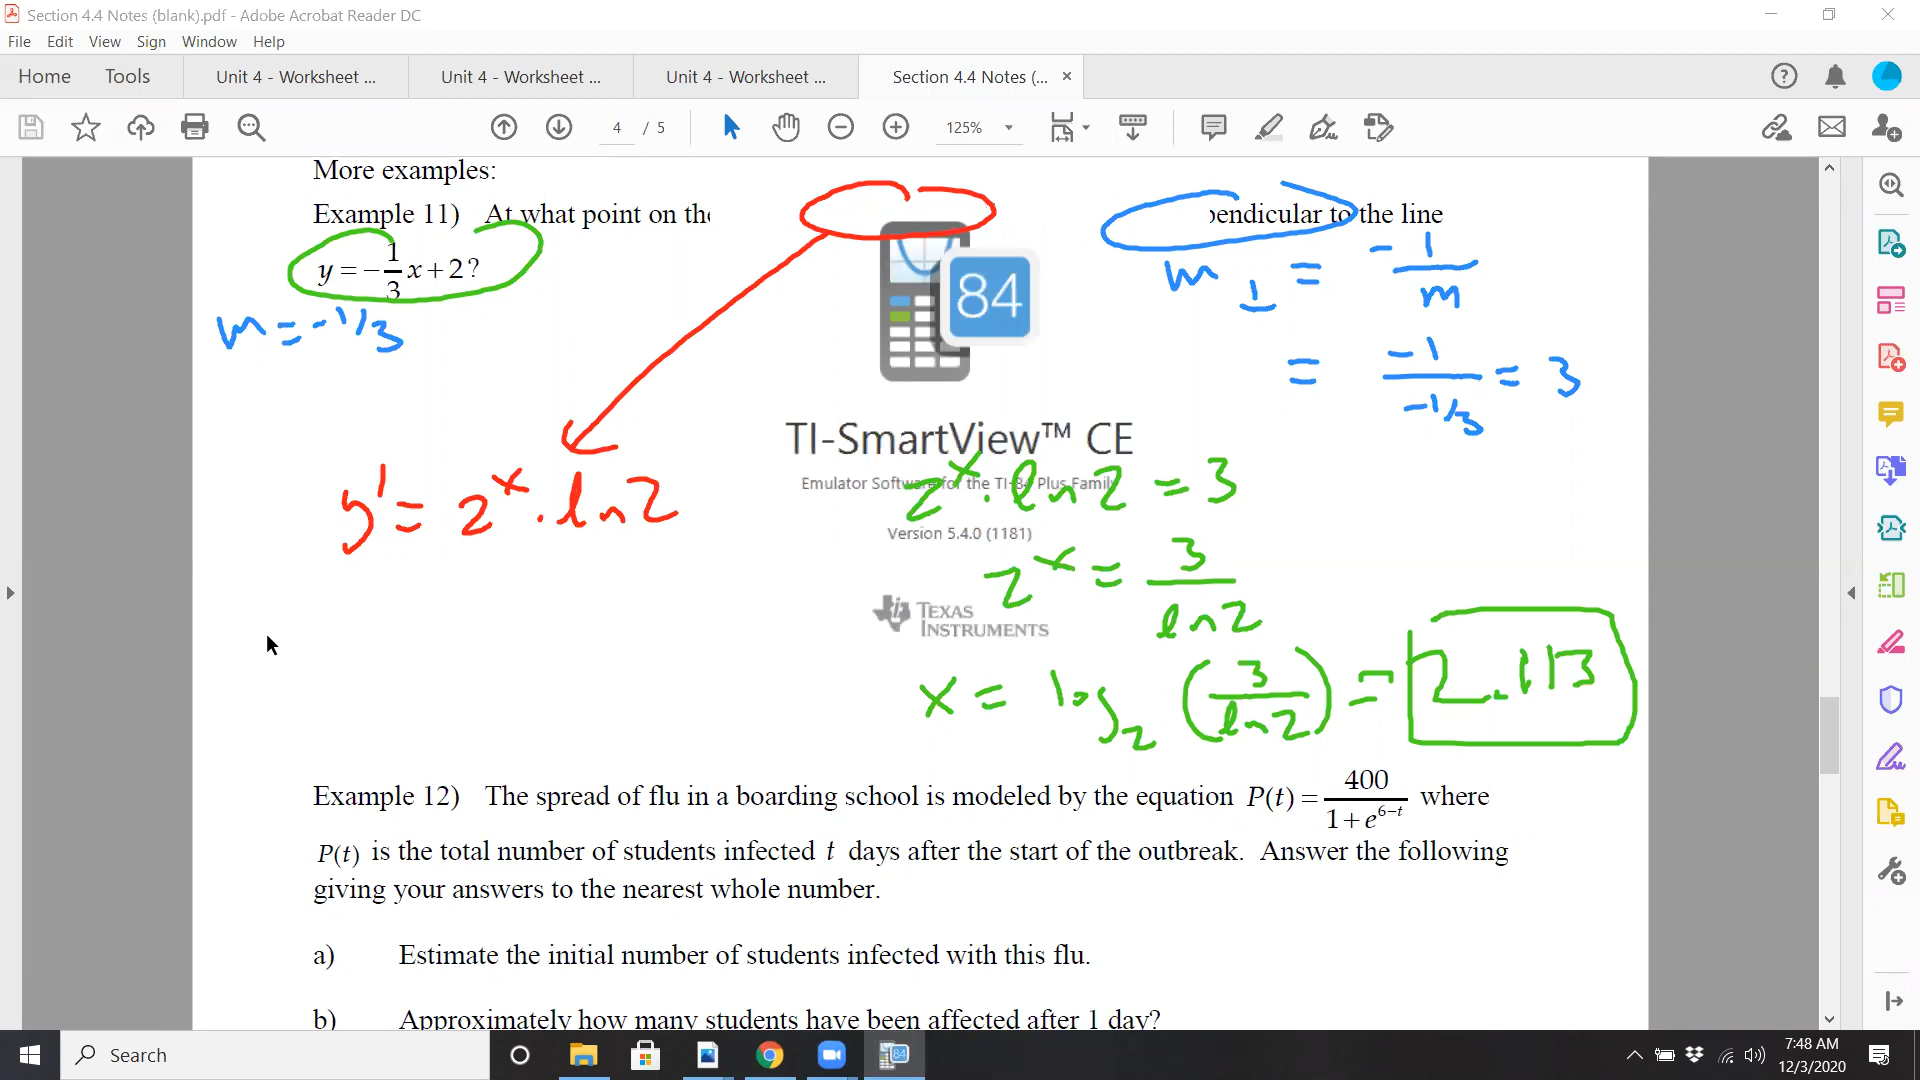 Section 4.4 Notes (blank).pdf - Adobe Acrobat Reader DC
File Edit View Sign Window Help
Home Tools Unit 4 - Worksheet ... Unit 4 - Worksheet ... Unit 4 - Worksheet ... Section 4.4 Notes (... ×
4 / 5 125%
More examples:
Example 11) At what point on the pendicular to the line
y = -1/3 x + 2?
m = -1/3
m⊥ = -1/m
= -1/(-1/3) = 3
84
TI-SmartView™ CE
Emulator Software for the TI-84 Plus Family
Version 5.4.0 (1181)
TEXAS INSTRUMENTS
y' = 2^x · ln2
2^x · ln2 = 3
2^x = 3/ln2
x = log₂(3/ln2) = 2.113
Example 12) The spread of flu in a boarding school is modeled by the equation P(t) = 400/(1+e^(6-t)) where
P(t) is the total number of students infected t days after the start of the outbreak. Answer the following
giving your answers to the nearest whole number.
a) Estimate the initial number of students infected with this flu.
b) Approximately how many students have been affected after 1 day?
Search
84
7:48 AM
12/3/2020